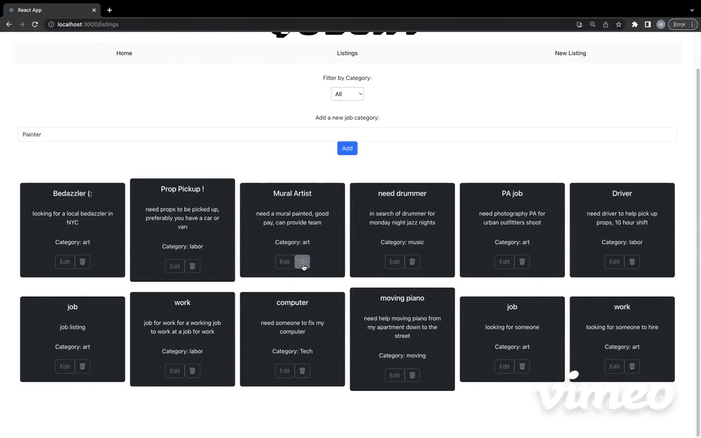 React App
localhost:3000/listings
Error
Home
Listings
New Listing
Filter by Category:
All
Add a new job category:
Painter
Add
Bedazzler (:
looking for a local bedazzler in
NYC
Category: art
Edit
Prop Pickup !
need props to be picked up,
preferably you have a car or
van
Category: labor
Edit
Mural Artist
need a mural painted, good
pay, can provide team
Category: art
Edit
need drummer
in search of drummer for
monday night jazz nights
Category: music
Edit
PA job
need photography PA for
urban outfitters shoot
Category: art
Edit
Driver
need driver to help pick up
props, 10 hour shift
Category: labor
Edit
job
job listing
Category: art
Edit
work
job for work for a working job
to work at a job for work
Category: labor
Edit
computer
need someone to fix my
computer
Category: Tech
Edit
moving piano
need help moving piano from
my apartment down to the
street
Category: moving
Edit
job
looking for someone
Category: art
Edit
work
looking for someone to hire
Category: art
Edit
vimeo